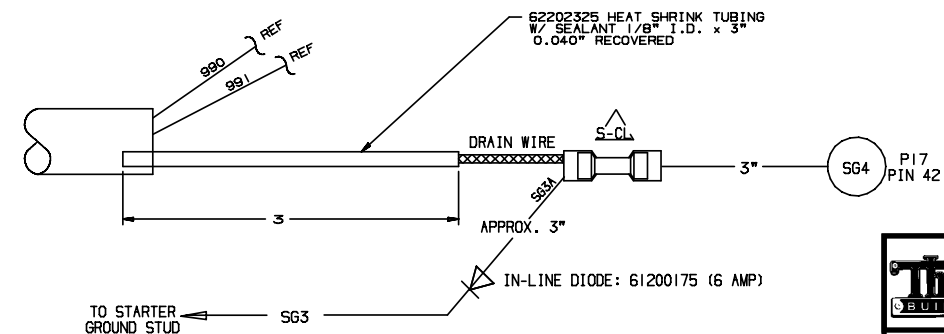 62202325 HEAT SHRINK TUBING
W/ SEALANT 1/8" I.D. x 3"
0.040" RECOVERED
990
REF
991
REF
DRAIN WIRE
S-CL
3"
SG4
P17
PIN 42
SG3A
3
APPROX. 3"
IN-LINE DIODE: 61200175 (6 AMP)
TO STARTER
GROUND STUD
SG3
Th
BUI